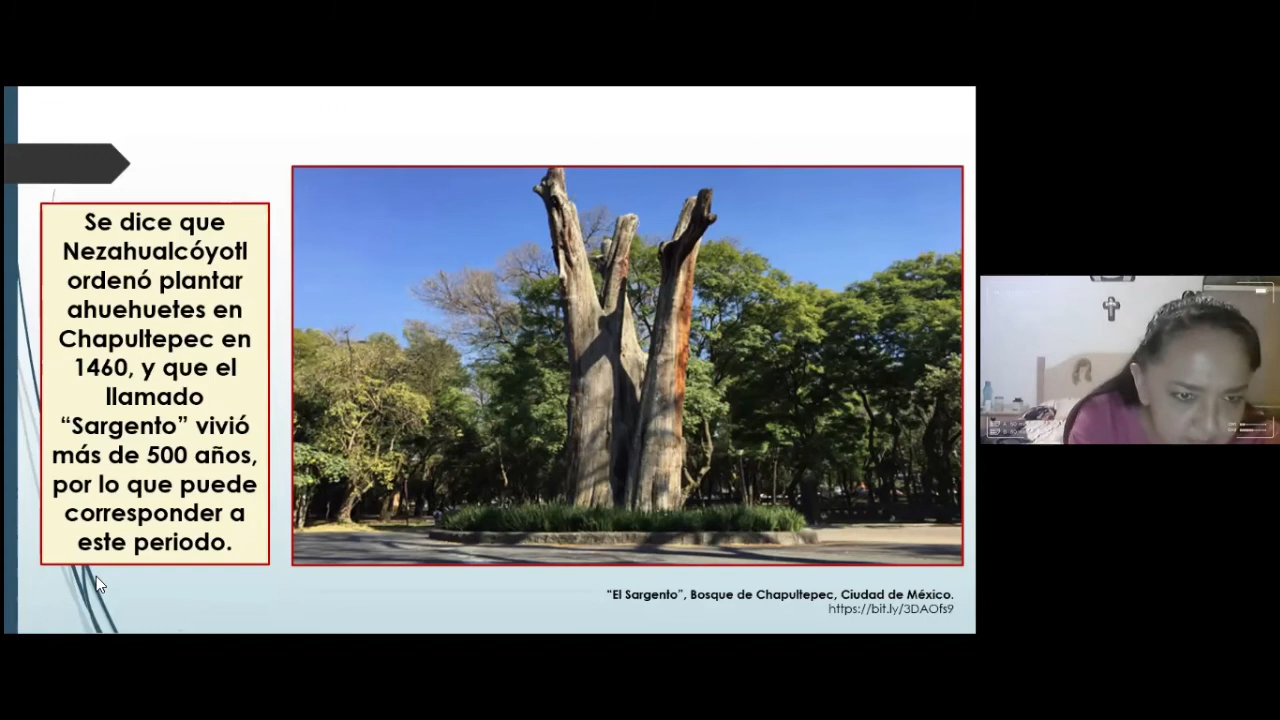 Se dice que
Nezahualcóyotl
ordenó plantar
ahuehuetes en
Chapultepec en
1460, y que el
llamado
“Sargento” vivió
más de 500 años,
por lo que puede
corresponder a
este periodo.
“El Sargento”, Bosque de Chapultepec, Ciudad de México.
https://bit.ly/3DAOfs9